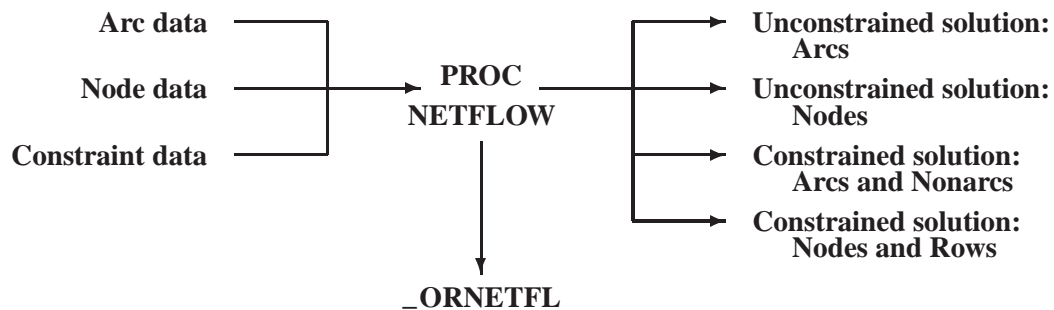 Arc data
Node data
Constraint data
PROC
NETFLOW
_ORNETFL
Unconstrained solution:
Arcs
Unconstrained solution:
Nodes
Constrained solution:
Arcs and Nonarcs
Constrained solution:
Nodes and Rows